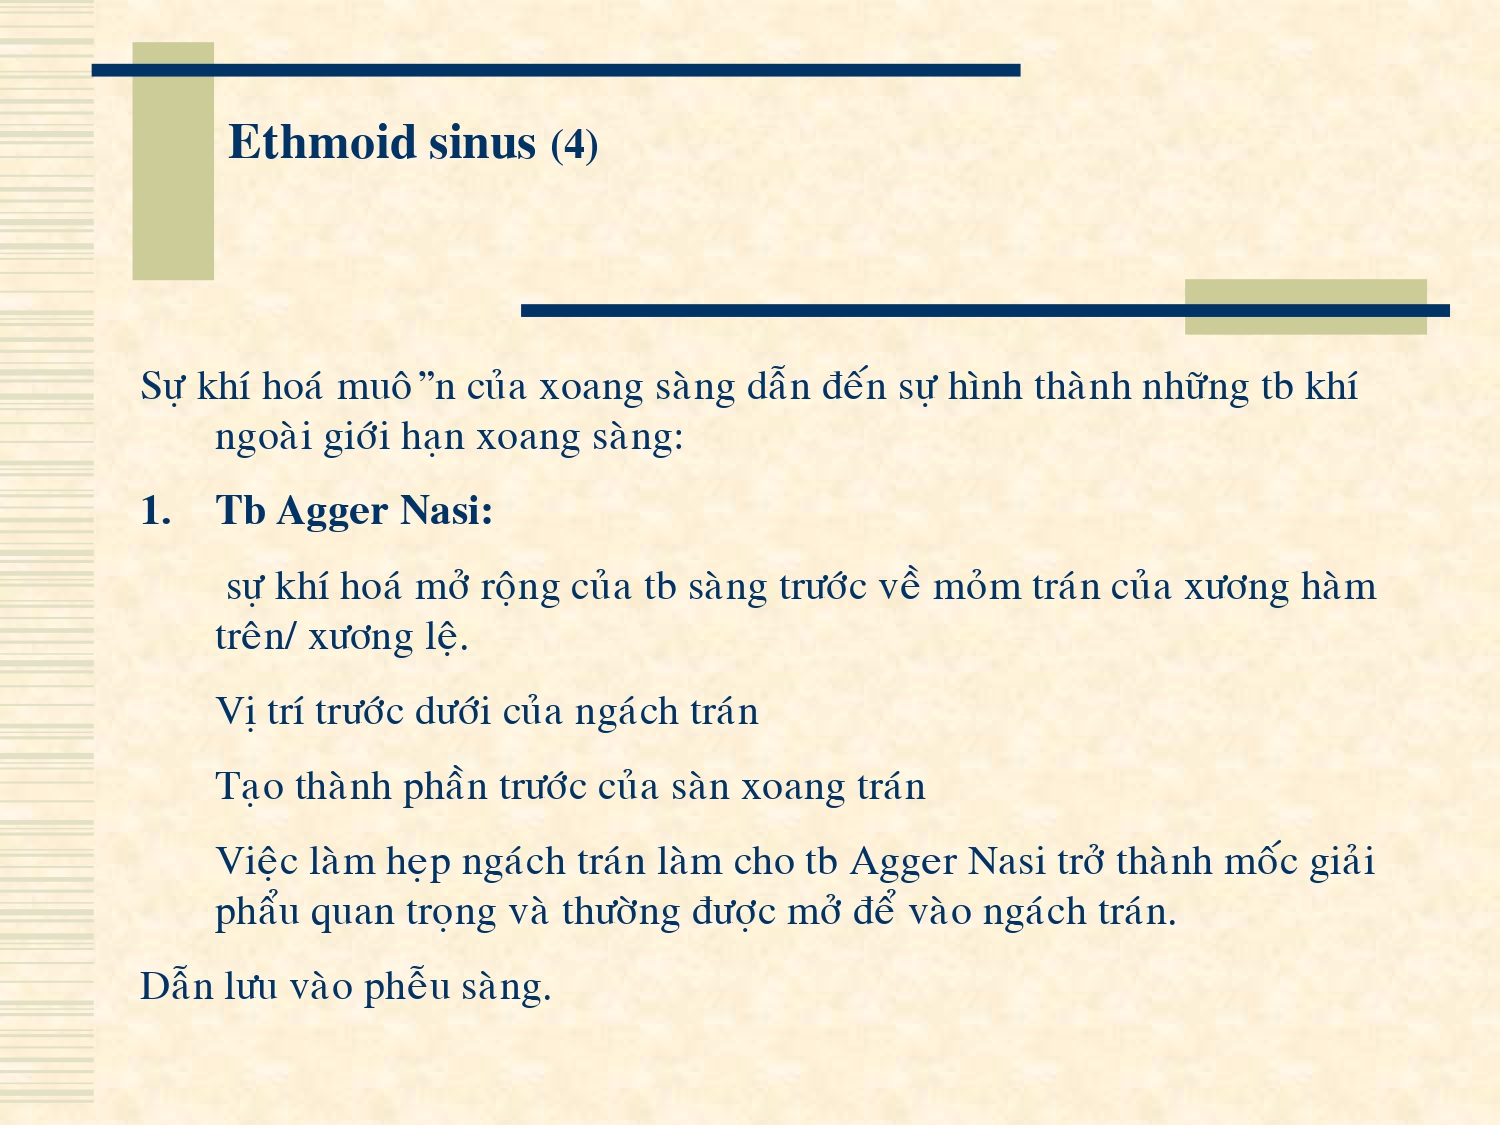 Ethmoid sinus (4)
Sự khí hoá muô”n của xoang sàng dẫn đến sự hình thành những tb khí
ngoài giới hạn xoang sàng:
1. Tb Agger Nasi:
sự khí hoá mở rộng của tb sàng trước về mỏm trán của xương hàm
trên/ xương lệ.
Vị trí trước dưới của ngách trán
Tạo thành phần trước của sàn xoang trán
Việc làm hẹp ngách trán làm cho tb Agger Nasi trở thành mốc giải
phẩu quan trọng và thường được mở để vào ngách trán.
Dẫn lưu vào phễu sàng.